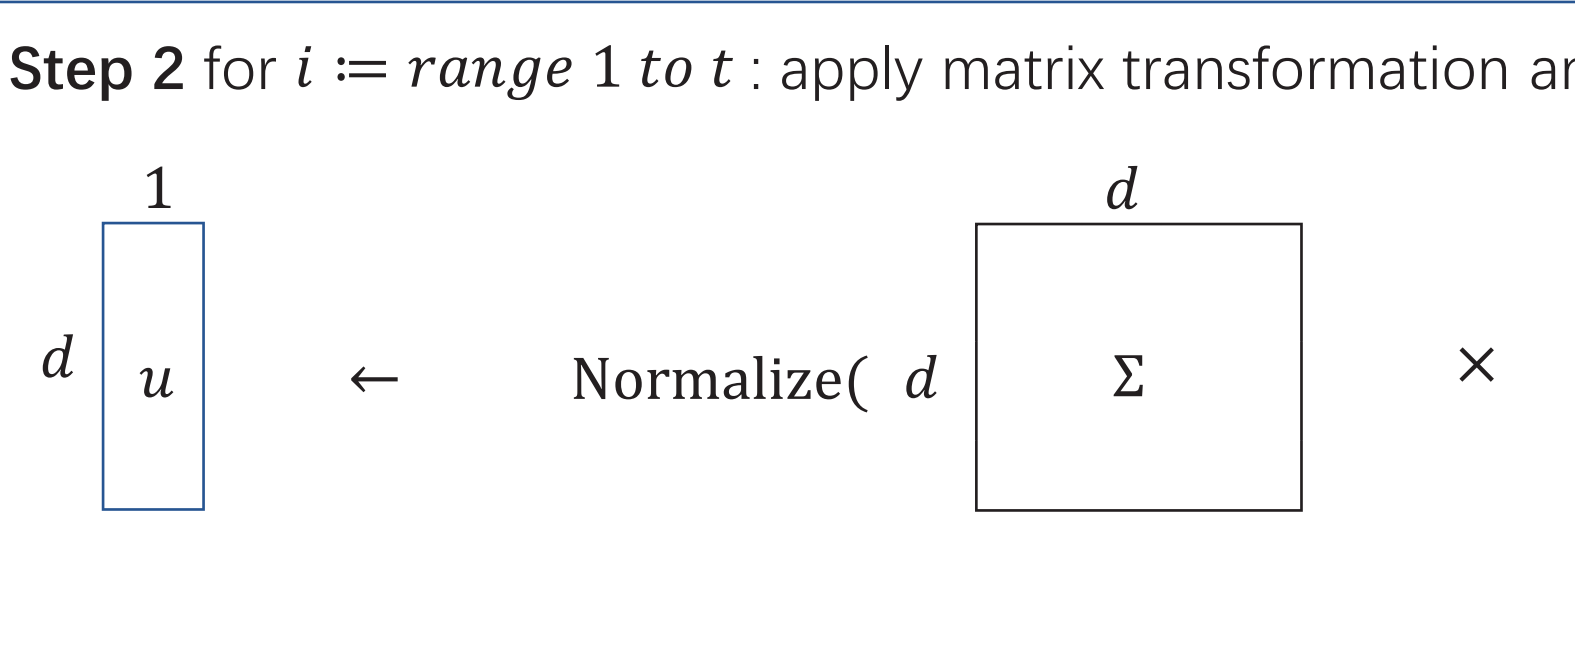 Step 2 for i := range 1 to t : apply matrix transformation
1
d
d
u
←
Normalize( d
Σ
×